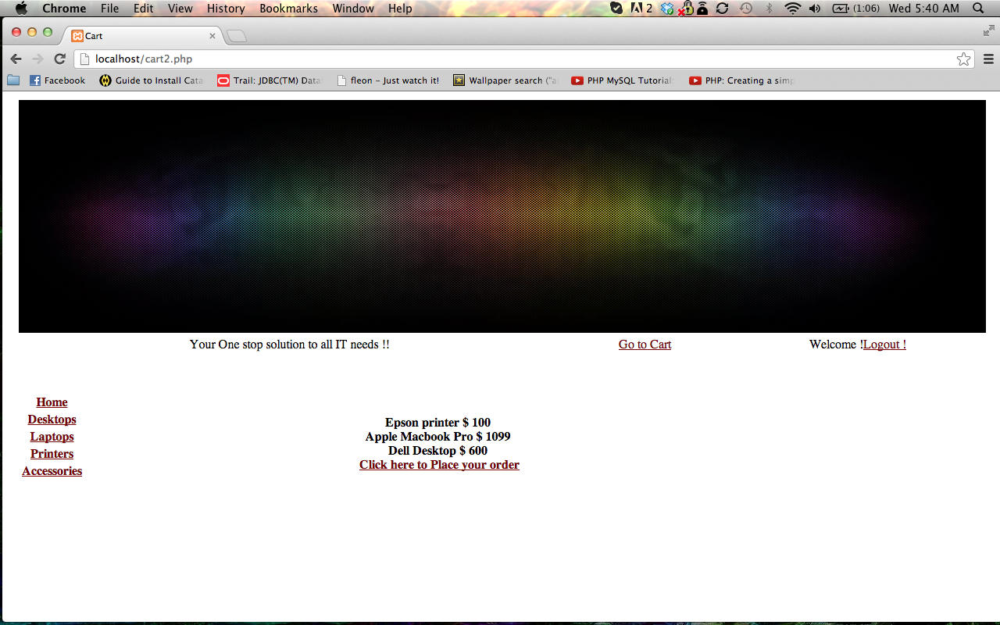 Chrome File Edit View History Bookmarks Window Help 2 (1:06) Wed 5:40 AM
Cart
localhost/cart2.php
Facebook Guide to Install Cata Trail: JDBC(TM) Data fleon – Just watch it! Wallpaper search ("a PHP MySQL Tutorial: PHP: Creating a simp
Your One stop solution to all IT needs !! Go to Cart Welcome !Logout !
Home
Desktops
Laptops
Printers
Accessories
Epson printer $ 100
Apple Macbook Pro $ 1099
Dell Desktop $ 600
Click here to Place your order